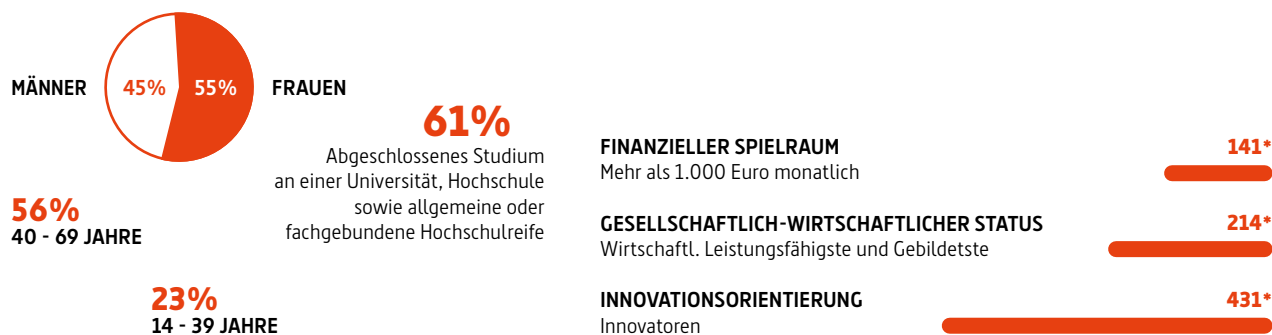 MÄNNER
45%
55%
FRAUEN
61%
Abgeschlossenes Studium
an einer Universität, Hochschule
sowie allgemeine oder
fachgebundene Hochschulreife
56%
40 - 69 JAHRE
23%
14 - 39 JAHRE
FINANZIELLER SPIELRAUM 141*
Mehr als 1.000 Euro monatlich
GESELLSCHAFTLICH-WIRTSCHAFTLICHER STATUS 214*
Wirtschaftl. Leistungsfähigste und Gebildetste
INNOVATIONSORIENTIERUNG 431*
Innovatoren